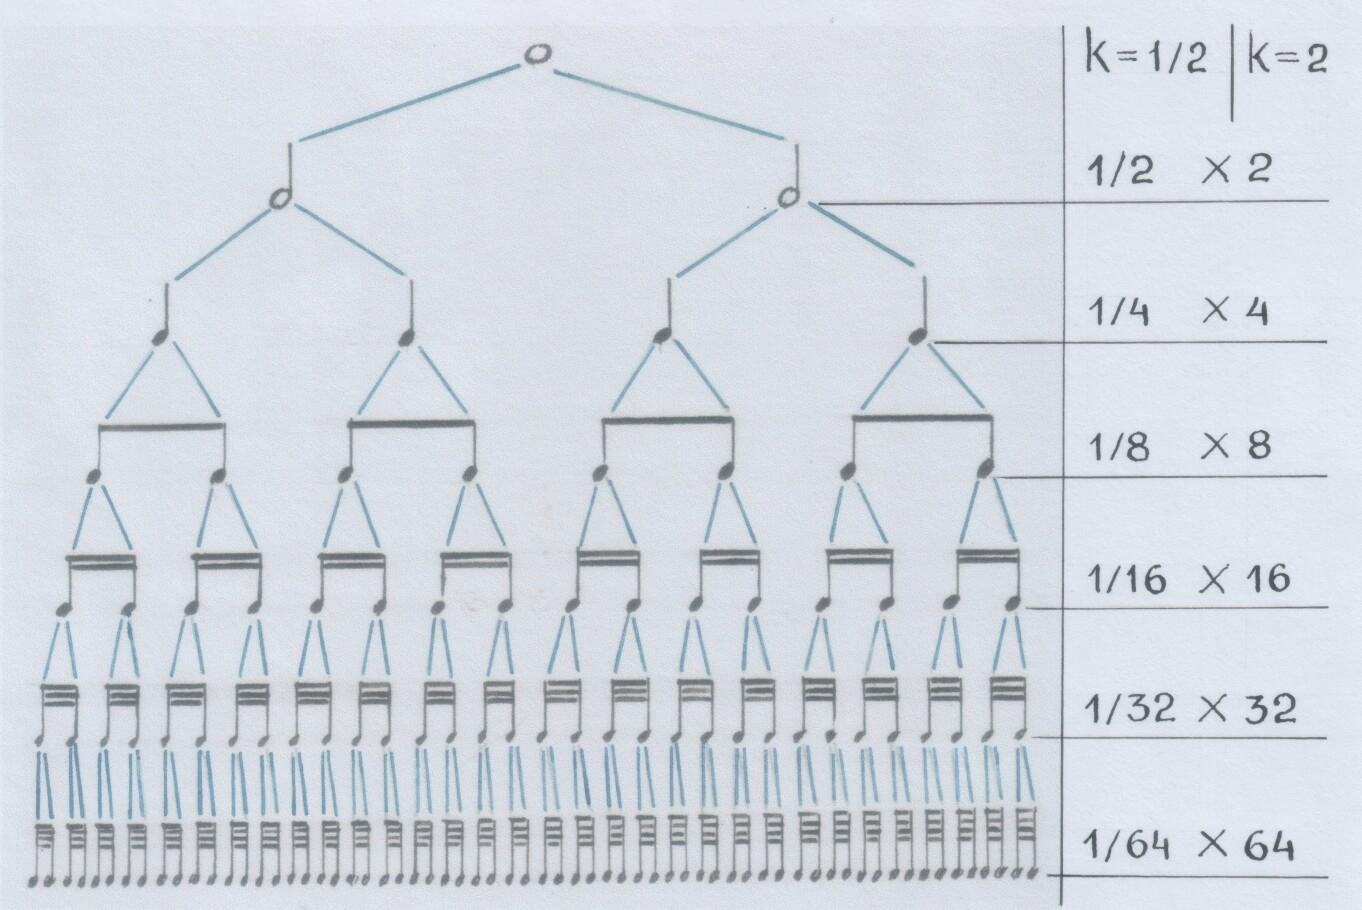 k=1/2 | k=2
1/2 × 2
1/4 × 4
1/8 × 8
1/16 × 16
1/32 × 32
1/64 × 64